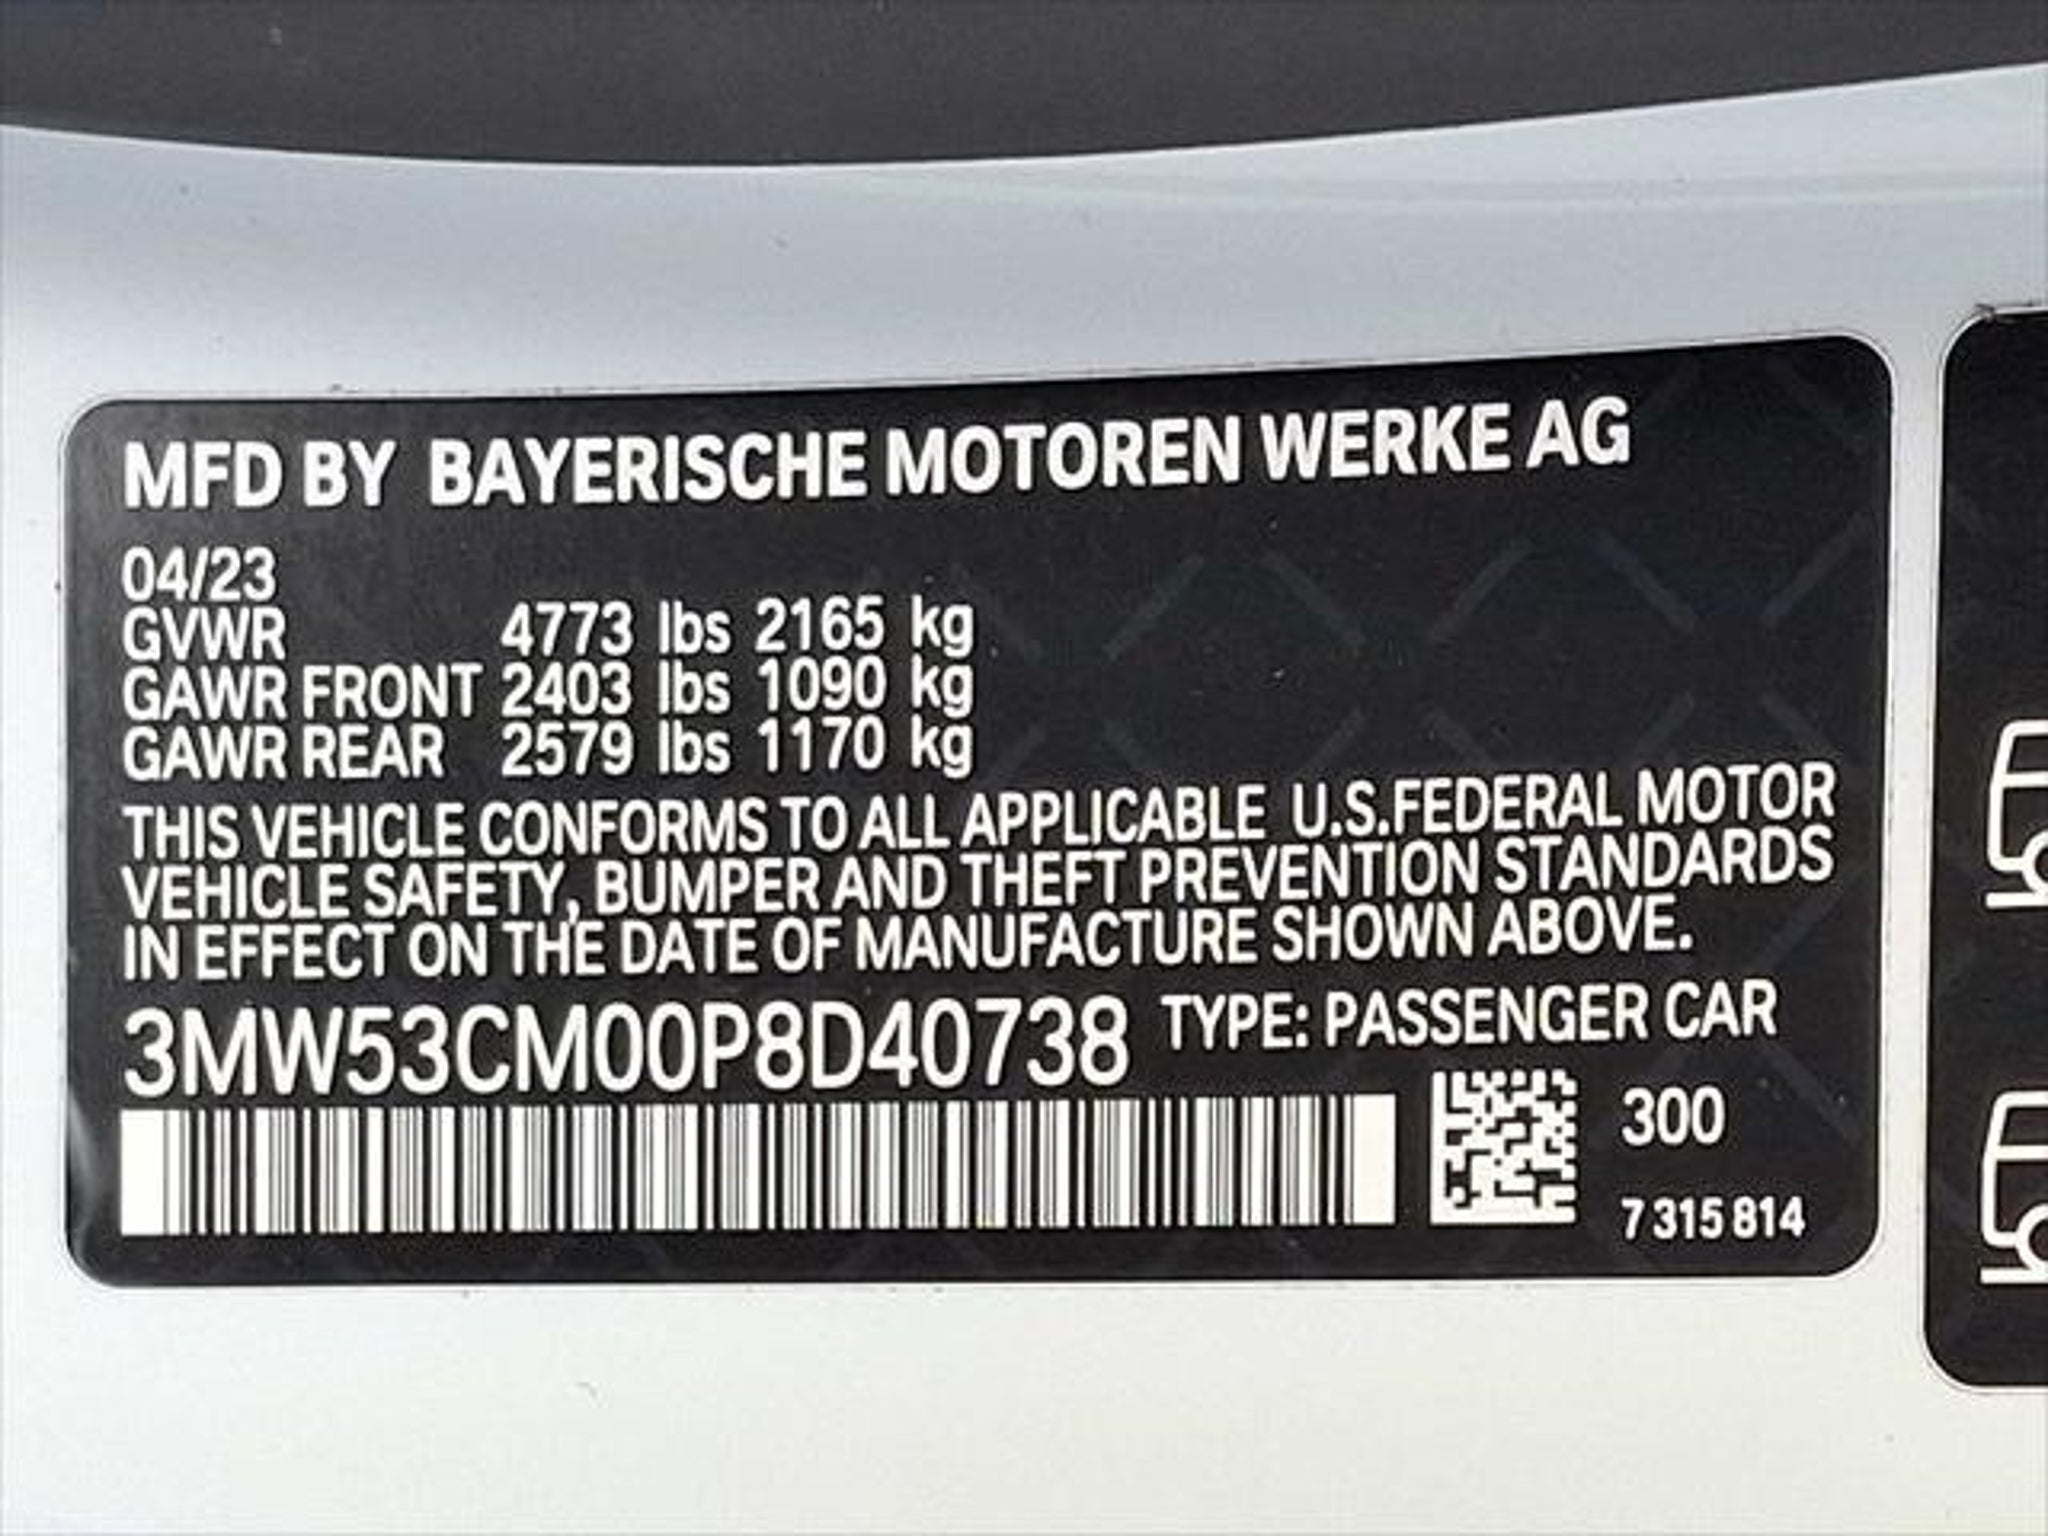 MFD BY BAYERISCHE MOTOREN WERKE AG
04/23
GVWR 4773 lbs 2165 kg
GAWR FRONT 2403 lbs 1090 kg
GAWR REAR 2579 lbs 1170 kg
THIS VEHICLE CONFORMS TO ALL APPLICABLE U.S.FEDERAL MOTOR
VEHICLE SAFETY, BUMPER AND THEFT PREVENTION STANDARDS
IN EFFECT ON THE DATE OF MANUFACTURE SHOWN ABOVE.
3MW53CM00P8D40738 TYPE: PASSENGER CAR
300
7 315 814